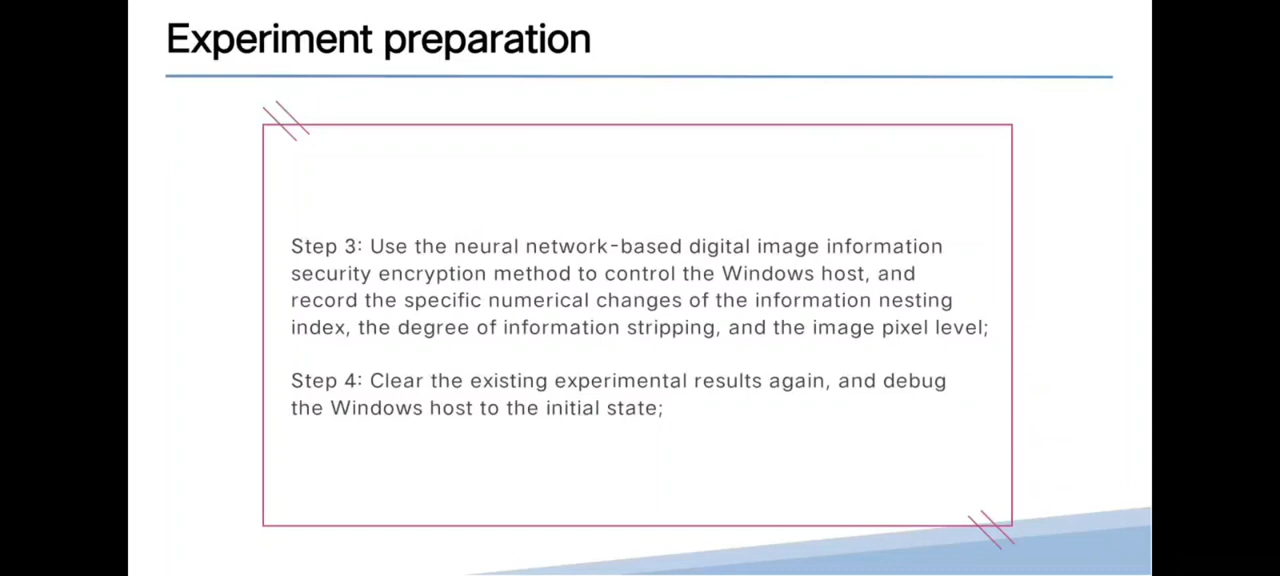 Experiment preparation
Step 3: Use the neural network-based digital image information
security encryption method to control the Windows host, and
record the specific numerical changes of the information nesting
index, the degree of information stripping, and the image pixel level;
Step 4: Clear the existing experimental results again, and debug
the Windows host to the initial state;